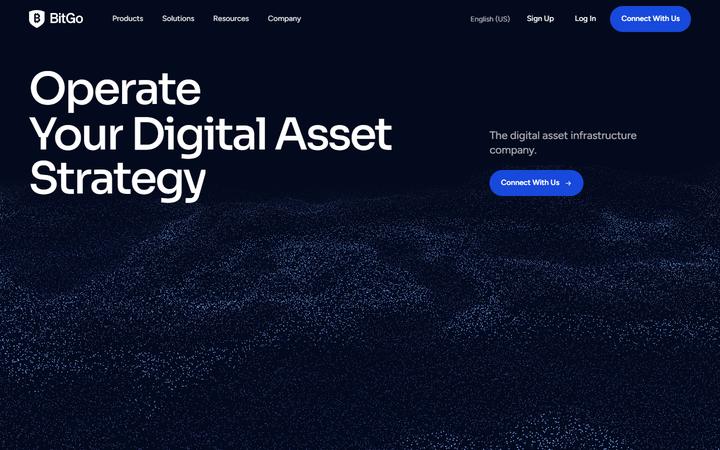 BitGo
Products
Solutions
Resources
Company
English (US)
Sign Up
Log In
Connect With Us
Operate
Your Digital Asset
Strategy
The digital asset infrastructure
company.
Connect With Us →